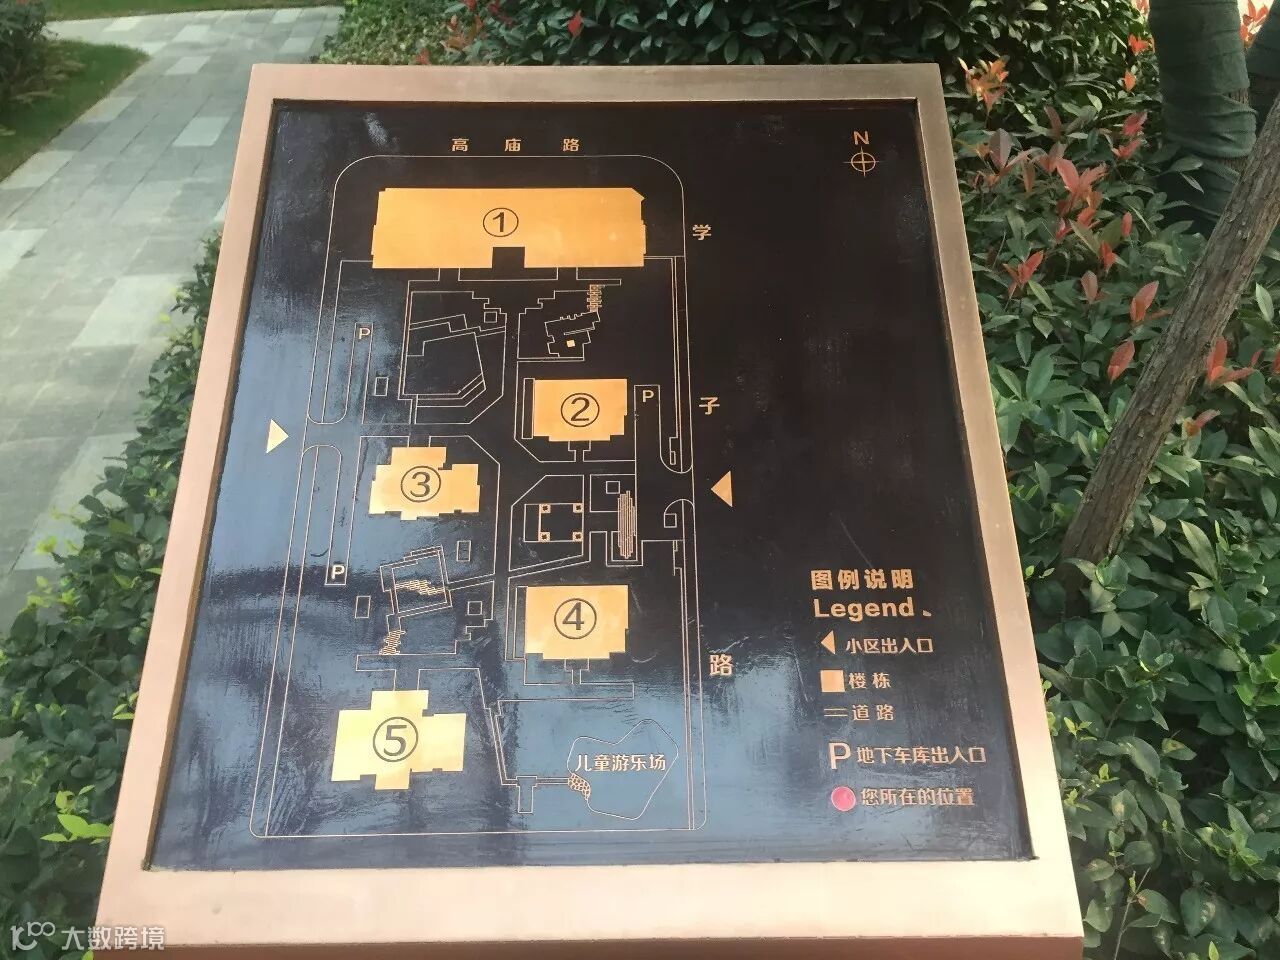 高庙路
N
①
学
P
②
P
子
③
P
图例说明
Legend
④
小区出入口
路
楼栋
道路
⑤
儿童游乐场
P地下车库出入口
您所在的位置
大数跨境